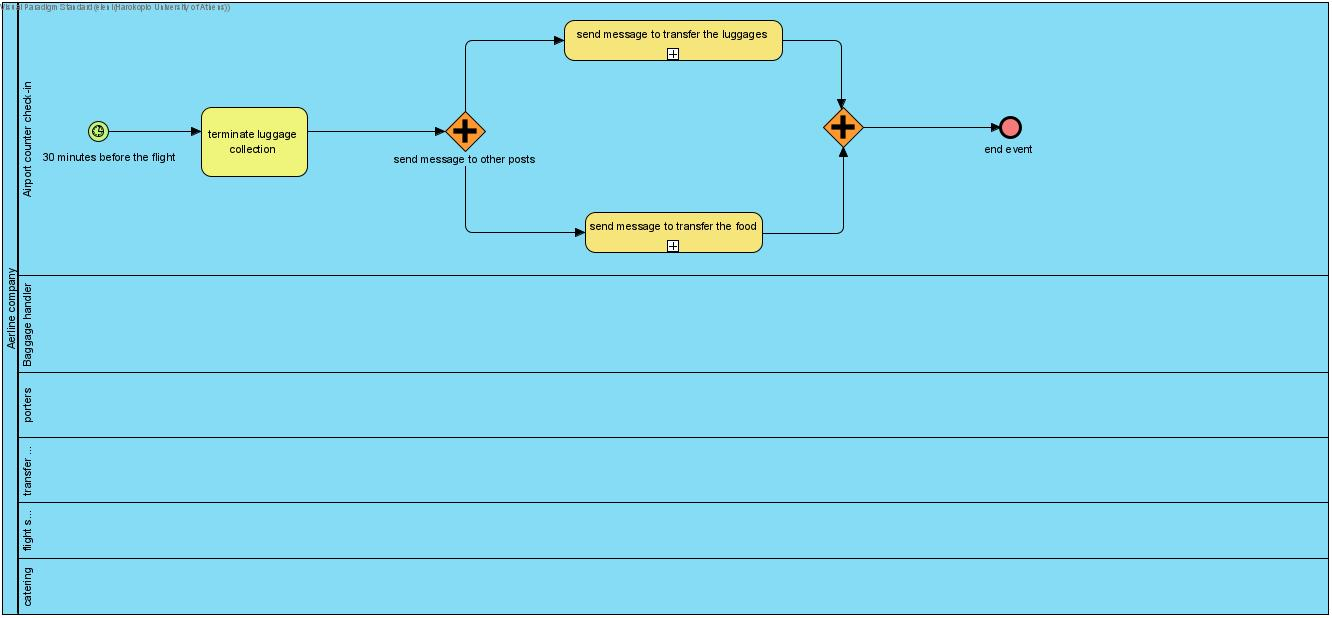 Visual Paradigm Standard(eleni(Harokopio University of Athens))
Aerline company
Airport counter check-in
30 minutes before the flight
terminate luggage
collection
send message to other posts
send message to transfer the luggages
send message to transfer the food
end event
Baggage handler
porters
transfer ...
flight s...
catering